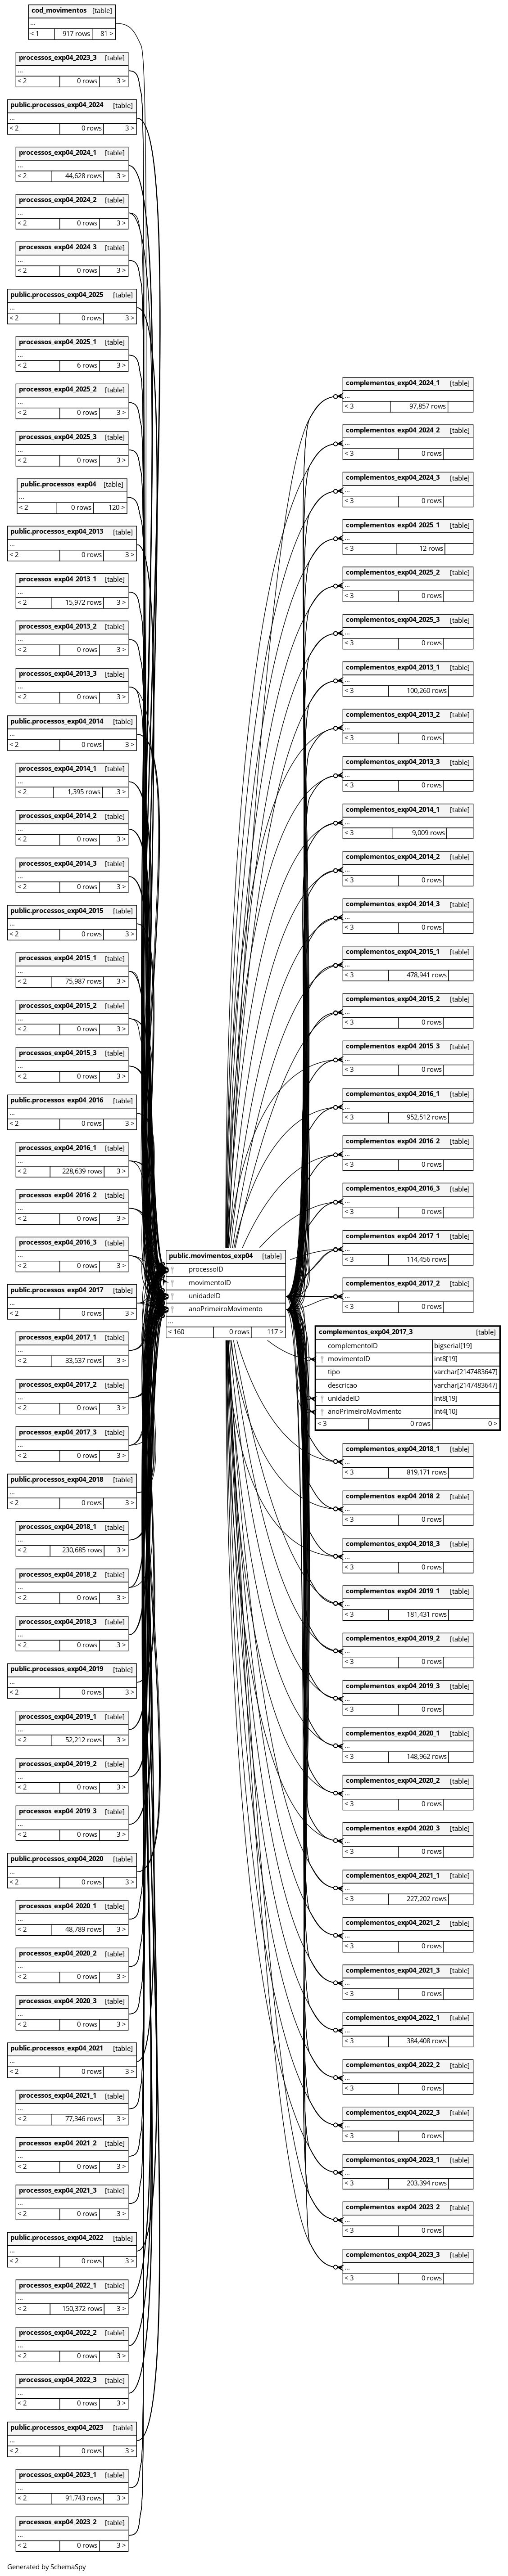 cod_movimentos [table]
...
< 1 917 rows 81 >
processos_exp04_2023_3 [table]
...
< 2 0 rows 3 >
public.processos_exp04_2024 [table]
...
< 2 0 rows 3 >
processos_exp04_2024_1 [table]
...
< 2 44,628 rows 3 >
processos_exp04_2024_2 [table]
...
< 2 0 rows 3 >
processos_exp04_2024_3 [table]
...
< 2 0 rows 3 >
public.processos_exp04_2025 [table]
...
< 2 0 rows 3 >
processos_exp04_2025_1 [table]
...
< 2 6 rows 3 >
processos_exp04_2025_2 [table]
...
< 2 0 rows 3 >
processos_exp04_2025_3 [table]
...
< 2 0 rows 3 >
public.processos_exp04 [table]
...
< 2 0 rows 120 >
public.processos_exp04_2013 [table]
...
< 2 0 rows 3 >
processos_exp04_2013_1 [table]
...
< 2 15,972 rows 3 >
processos_exp04_2013_2 [table]
...
< 2 0 rows 3 >
processos_exp04_2013_3 [table]
...
< 2 0 rows 3 >
public.processos_exp04_2014 [table]
...
< 2 0 rows 3 >
processos_exp04_2014_1 [table]
...
< 2 1,395 rows 3 >
processos_exp04_2014_2 [table]
...
< 2 0 rows 3 >
processos_exp04_2014_3 [table]
...
< 2 0 rows 3 >
public.processos_exp04_2015 [table]
...
< 2 0 rows 3 >
processos_exp04_2015_1 [table]
...
< 2 75,987 rows 3 >
processos_exp04_2015_2 [table]
...
< 2 0 rows 3 >
processos_exp04_2015_3 [table]
...
< 2 0 rows 3 >
public.processos_exp04_2016 [table]
...
< 2 0 rows 3 >
processos_exp04_2016_1 [table]
...
< 2 228,639 rows 3 >
processos_exp04_2016_2 [table]
...
< 2 0 rows 3 >
processos_exp04_2016_3 [table]
...
< 2 0 rows 3 >
public.processos_exp04_2017 [table]
...
< 2 0 rows 3 >
processos_exp04_2017_1 [table]
...
< 2 33,537 rows 3 >
processos_exp04_2017_2 [table]
...
< 2 0 rows 3 >
processos_exp04_2017_3 [table]
...
< 2 0 rows 3 >
public.processos_exp04_2018 [table]
...
< 2 0 rows 3 >
processos_exp04_2018_1 [table]
...
< 2 230,685 rows 3 >
processos_exp04_2018_2 [table]
...
< 2 0 rows 3 >
processos_exp04_2018_3 [table]
...
< 2 0 rows 3 >
public.processos_exp04_2019 [table]
...
< 2 0 rows 3 >
processos_exp04_2019_1 [table]
...
< 2 52,212 rows 3 >
processos_exp04_2019_2 [table]
...
< 2 0 rows 3 >
processos_exp04_2019_3 [table]
...
< 2 0 rows 3 >
public.processos_exp04_2020 [table]
...
< 2 0 rows 3 >
processos_exp04_2020_1 [table]
...
< 2 48,789 rows 3 >
processos_exp04_2020_2 [table]
...
< 2 0 rows 3 >
processos_exp04_2020_3 [table]
...
< 2 0 rows 3 >
public.processos_exp04_2021 [table]
...
< 2 0 rows 3 >
processos_exp04_2021_1 [table]
...
< 2 77,346 rows 3 >
processos_exp04_2021_2 [table]
...
< 2 0 rows 3 >
processos_exp04_2021_3 [table]
...
< 2 0 rows 3 >
public.processos_exp04_2022 [table]
...
< 2 0 rows 3 >
processos_exp04_2022_1 [table]
...
< 2 150,372 rows 3 >
processos_exp04_2022_2 [table]
...
< 2 0 rows 3 >
processos_exp04_2022_3 [table]
...
< 2 0 rows 3 >
public.processos_exp04_2023 [table]
...
< 2 0 rows 3 >
processos_exp04_2023_1 [table]
...
< 2 91,743 rows 3 >
processos_exp04_2023_2 [table]
...
< 2 0 rows 3 >
public.movimentos_exp04 [table]
processoID
movimentoID
unidadeID
anoPrimeiroMovimento
...
< 160 0 rows 117 >
complementos_exp04_2024_1 [table]
...
< 3 97,857 rows
complementos_exp04_2024_2 [table]
...
< 3 0 rows
complementos_exp04_2024_3 [table]
...
< 3 0 rows
complementos_exp04_2025_1 [table]
...
< 3 12 rows
complementos_exp04_2025_2 [table]
...
< 3 0 rows
complementos_exp04_2025_3 [table]
...
< 3 0 rows
complementos_exp04_2013_1 [table]
...
< 3 100,260 rows
complementos_exp04_2013_2 [table]
...
< 3 0 rows
complementos_exp04_2013_3 [table]
...
< 3 0 rows
complementos_exp04_2014_1 [table]
...
< 3 9,009 rows
complementos_exp04_2014_2 [table]
...
< 3 0 rows
complementos_exp04_2014_3 [table]
...
< 3 0 rows
complementos_exp04_2015_1 [table]
...
< 3 478,941 rows
complementos_exp04_2015_2 [table]
...
< 3 0 rows
complementos_exp04_2015_3 [table]
...
< 3 0 rows
complementos_exp04_2016_1 [table]
...
< 3 952,512 rows
complementos_exp04_2016_2 [table]
...
< 3 0 rows
complementos_exp04_2016_3 [table]
...
< 3 0 rows
complementos_exp04_2017_1 [table]
...
< 3 114,456 rows
complementos_exp04_2017_2 [table]
...
< 3 0 rows
complementos_exp04_2017_3 [table]
complementoID bigserial[19]
movimentoID int8[19]
tipo varchar[2147483647]
descricao varchar[2147483647]
unidadeID int8[19]
anoPrimeiroMovimento int4[10]
< 3 0 rows 0 >
complementos_exp04_2018_1 [table]
...
< 3 819,171 rows
complementos_exp04_2018_2 [table]
...
< 3 0 rows
complementos_exp04_2018_3 [table]
...
< 3 0 rows
complementos_exp04_2019_1 [table]
...
< 3 181,431 rows
complementos_exp04_2019_2 [table]
...
< 3 0 rows
complementos_exp04_2019_3 [table]
...
< 3 0 rows
complementos_exp04_2020_1 [table]
...
< 3 148,962 rows
complementos_exp04_2020_2 [table]
...
< 3 0 rows
complementos_exp04_2020_3 [table]
...
< 3 0 rows
complementos_exp04_2021_1 [table]
...
< 3 227,202 rows
complementos_exp04_2021_2 [table]
...
< 3 0 rows
complementos_exp04_2021_3 [table]
...
< 3 0 rows
complementos_exp04_2022_1 [table]
...
< 3 384,408 rows
complementos_exp04_2022_2 [table]
...
< 3 0 rows
complementos_exp04_2022_3 [table]
...
< 3 0 rows
complementos_exp04_2023_1 [table]
...
< 3 203,394 rows
complementos_exp04_2023_2 [table]
...
< 3 0 rows
complementos_exp04_2023_3 [table]
...
< 3 0 rows
Generated by SchemaSpy